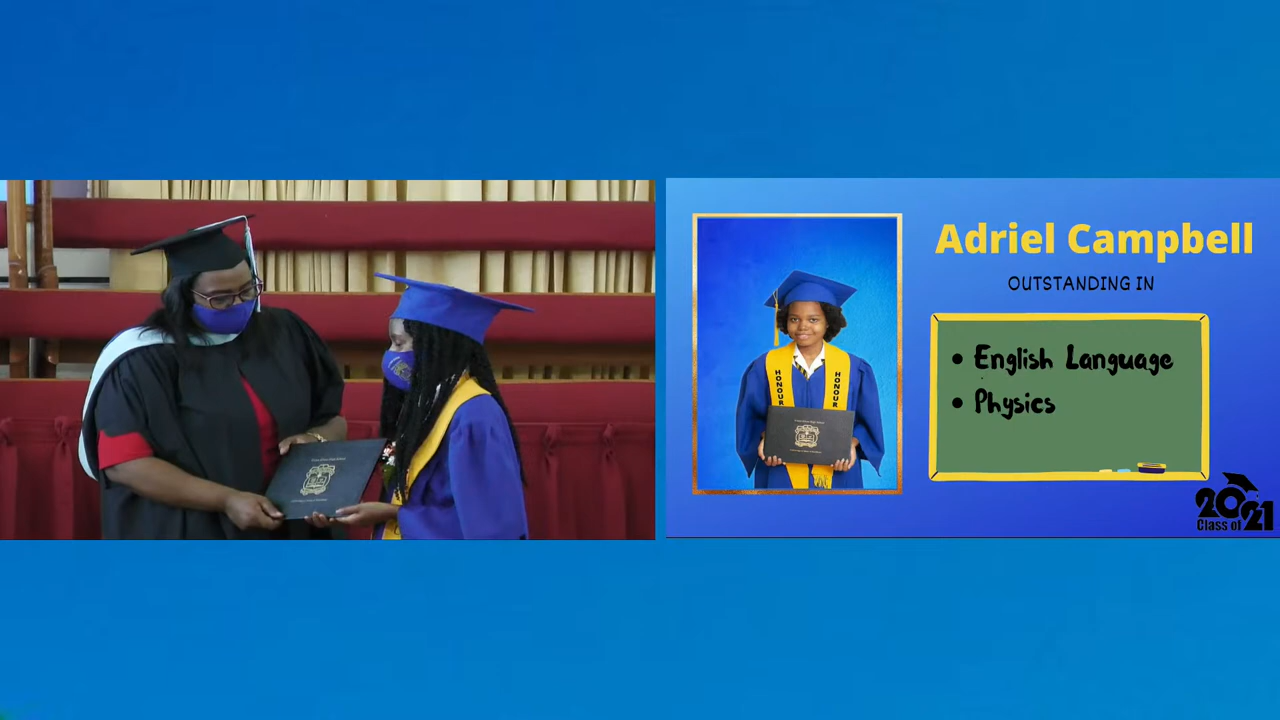 Adriel Campbell
OUTSTANDING IN
• English Language
• Physics
HONOUR
HONOUR
2021
Class of